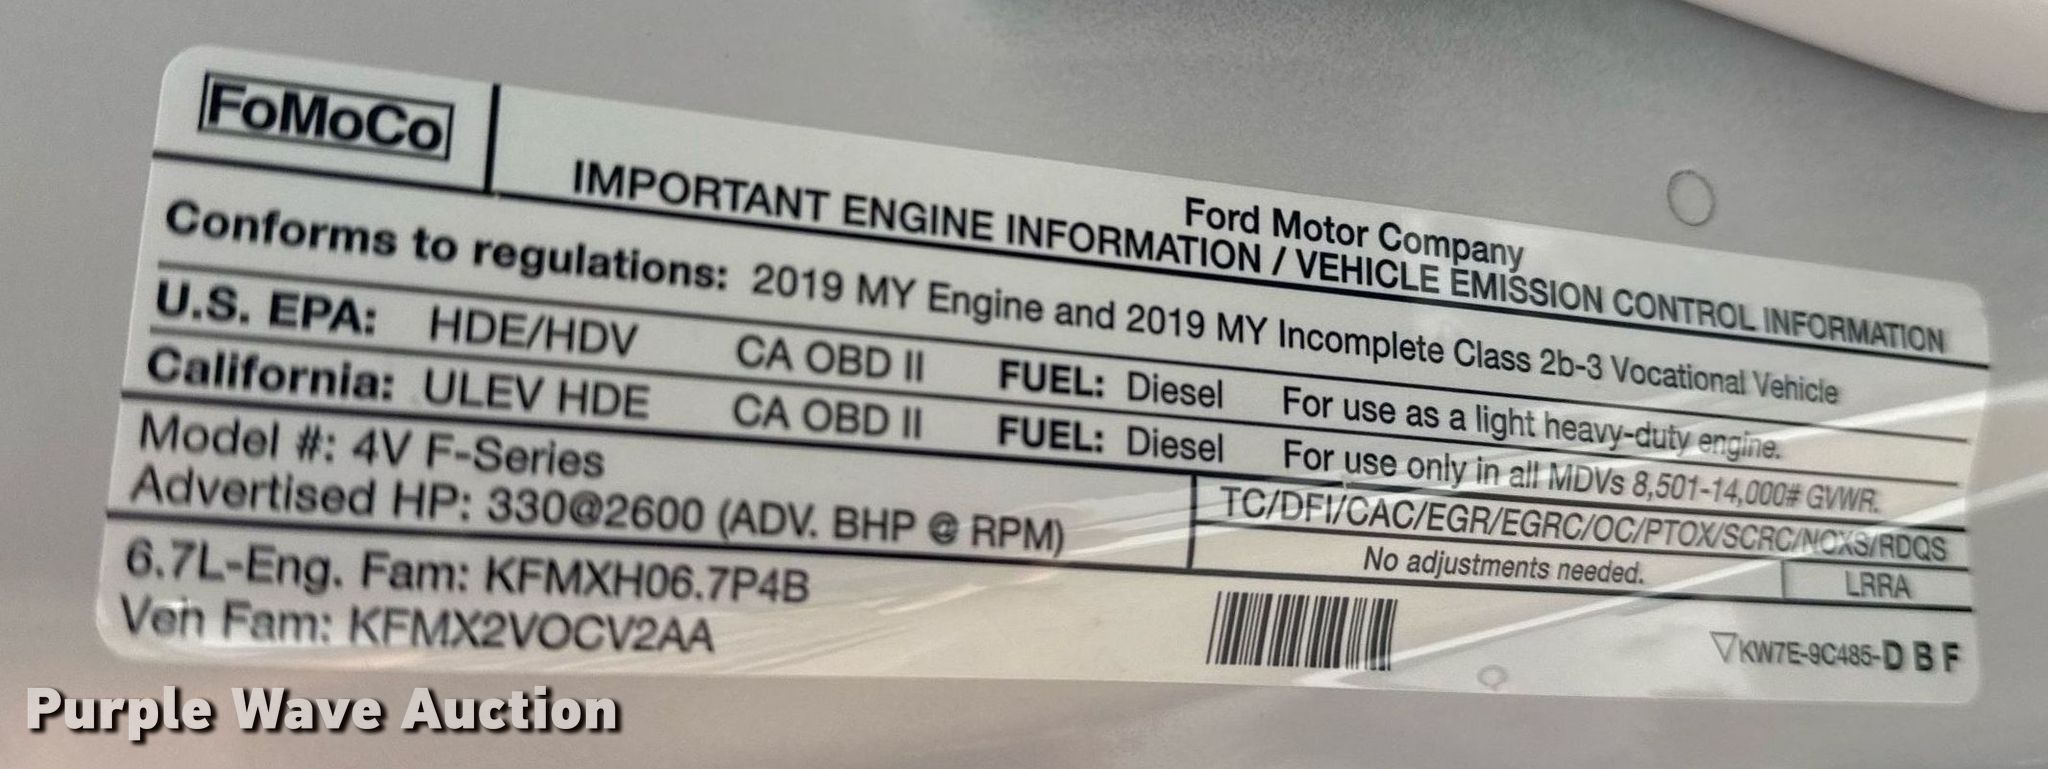 FoMoCo
Ford Motor Company
IMPORTANT ENGINE INFORMATION / VEHICLE EMISSION CONTROL INFORMATION
Conforms to regulations: 2019 MY Engine and 2019 MY Incomplete Class 2b-3 Vocational Vehicle
U.S. EPA: HDE/HDV CA OBD II FUEL: Diesel For use as a light heavy-duty engine.
California: ULEV HDE CA OBD II FUEL: Diesel For use only in all MDVs 8,501-14,000# GVWR.
Model #: 4V F-Series
Advertised HP: 330@2600 (ADV. BHP @ RPM)
TC/DFI/CAC/EGR/EGRC/OC/PTOX/SCRC/NOXS/RDQS
No adjustments needed. LRRA
6.7L-Eng. Fam: KFMXH06.7P4B
Veh Fam: KFMX2VOCV2AA
▽KW7E-9C485-D B F
Purple Wave Auction